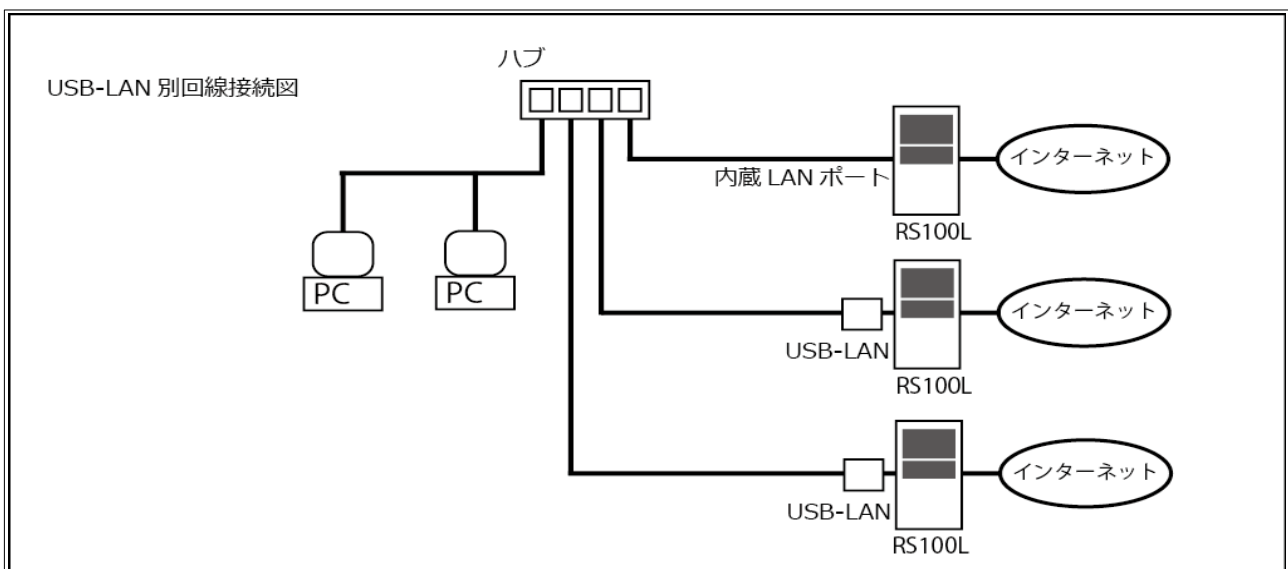 ハブ
USB-LAN 別回線接続図
インターネット
内蔵 LAN ポート
RS100L
PC
PC
インターネット
USB-LAN
RS100L
インターネット
USB-LAN
RS100L